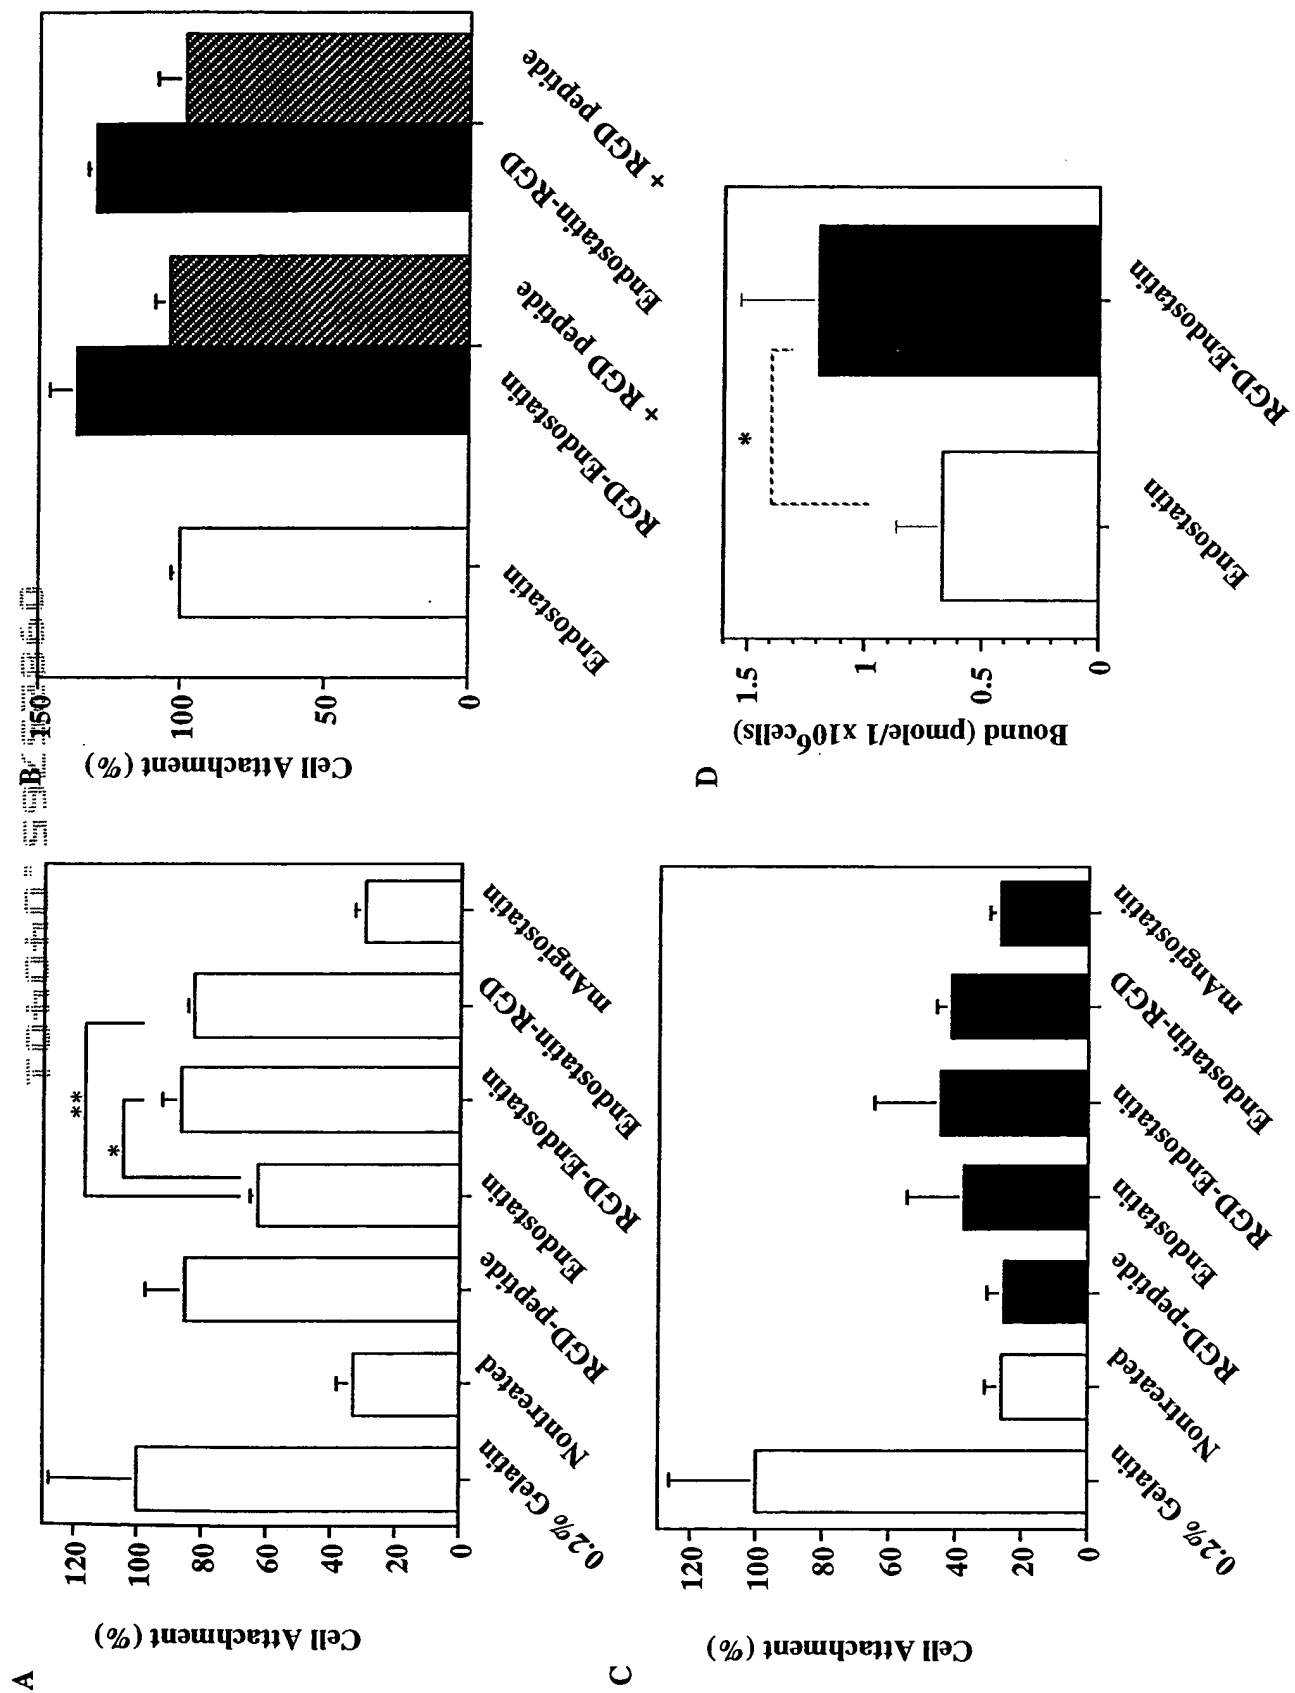 A
Cell Attachment (%)
120
100
80
60
40
20
0
**
*
0.2% Gelatin
Nontreated
RGD-peptide
Endostatin
RGD-Endostatin
Endostatin-RGD
mAngiostatin
B
Cell Attachment (%)
150
100
50
0
Endostatin
RGD-Endostatin
+ RGD peptide
Endostatin-RGD
+ RGD peptide
C
Cell Attachment (%)
120
100
80
60
40
20
0
0.2% Gelatin
Nontreated
RGD-peptide
Endostatin
RGD-Endostatin
Endostatin-RGD
mAngiostatin
D
Bound (pmole/1 x10⁶cells)
1.5
1
0.5
0
*
Endostatin
RGD-Endostatin